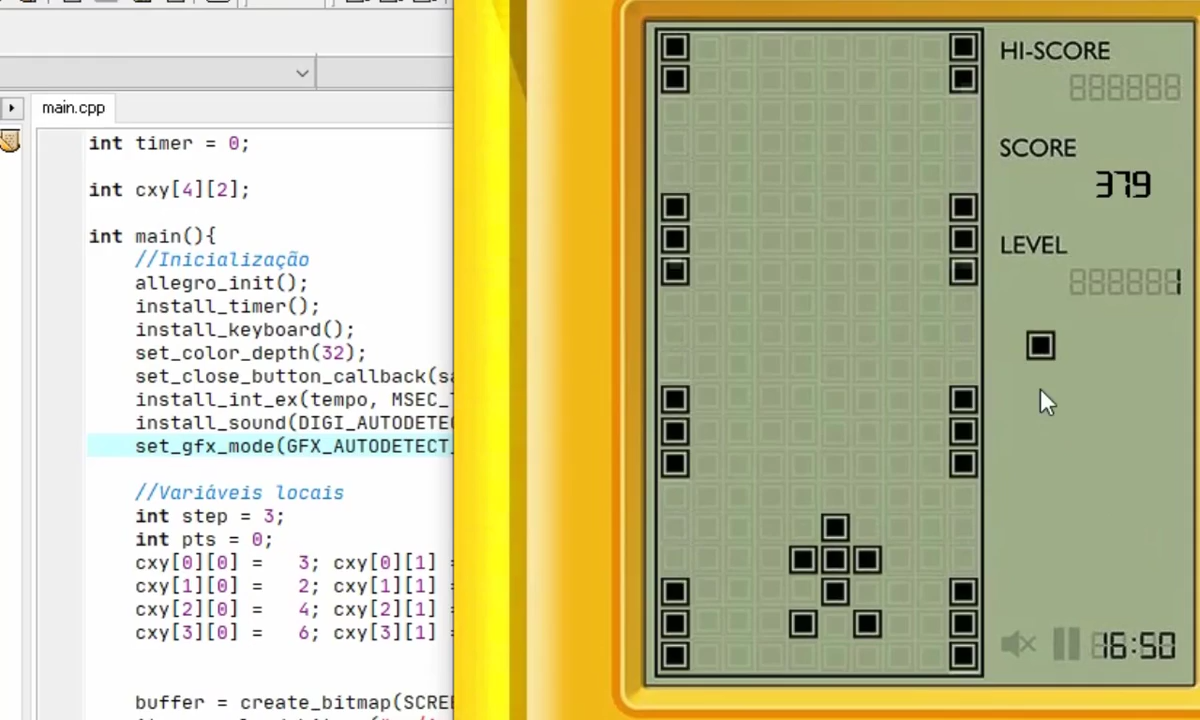 main.cpp
int timer = 0;
int cxy[4][2];
int main(){
//Inicialização
allegro_init();
install_timer();
install_keyboard();
set_color_depth(32);
set_close_button_callback(sa
install_int_ex(tempo, MSEC_
install_sound(DIGI_AUTODETEC
set_gfx_mode(GFX_AUTODETECT_
//Variáveis locais
int step = 3;
int pts = 0;
cxy[0][0] = 3; cxy[0][1] =
cxy[1][0] = 2; cxy[1][1] =
cxy[2][0] = 4; cxy[2][1] =
cxy[3][0] = 6; cxy[3][1] =
buffer = create_bitmap(SCREE
HI-SCORE
SCORE
379
LEVEL
1
16:50